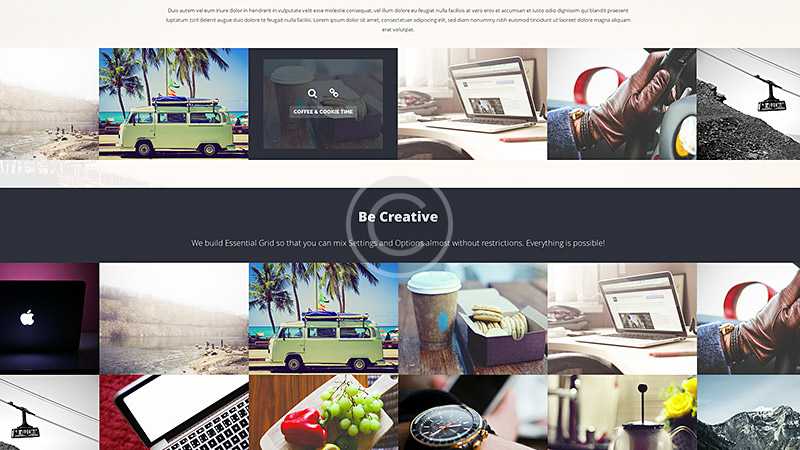 Duis autem vel eum iriure dolor in hendrerit in vulputate velit esse molestie consequat, vel illum dolore eu feugiat nulla facilisis at vero eros et accumsan et iusto odio dignissim qui blandit praesent
luptatum zzril delenit augue duis dolore te feugait nulla facilisi. Lorem ipsum dolor sit amet, consectetuer adipiscing elit, sed diam nonummy nibh euismod tincidunt ut laoreet dolore magna aliquam
erat volutpat.
COFFEE & COOKIE TIME
Be Creative
We build Essential Grid so that you can mix Settings and Options almost without restrictions. Everything is possible!